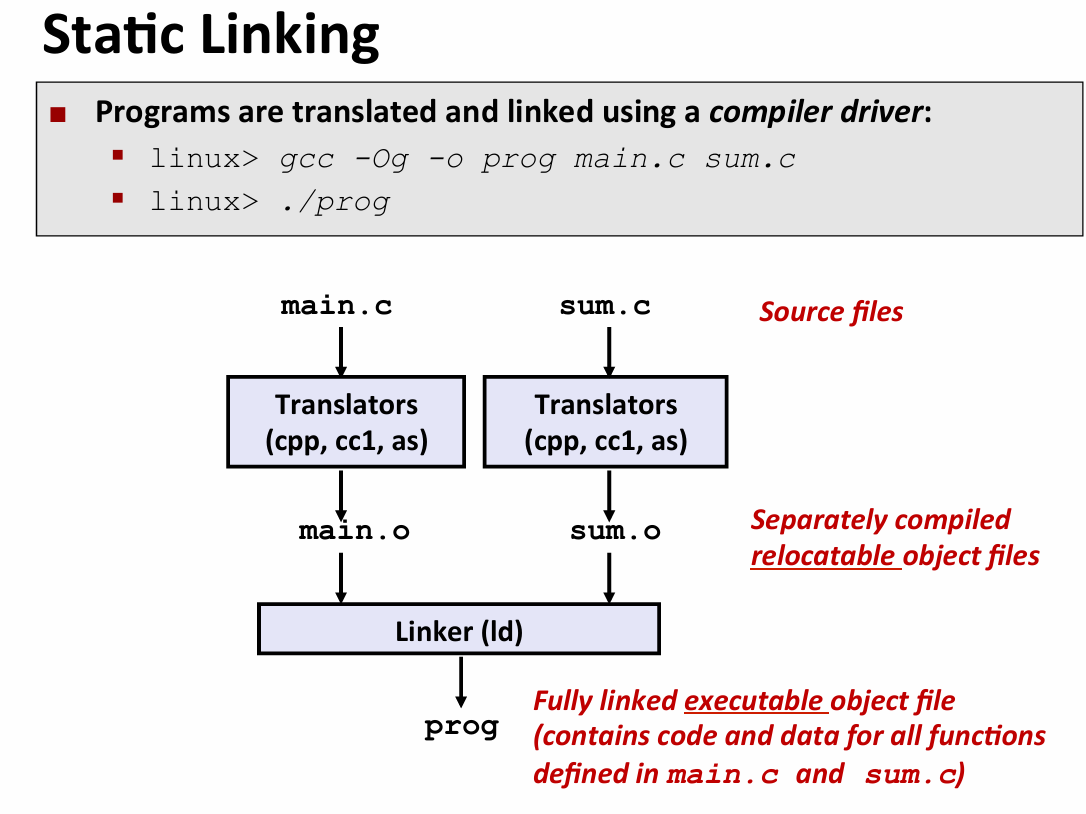 Static Linking
■ Programs are translated and linked using a compiler driver:
▪ linux> gcc -Og -o prog main.c sum.c
▪ linux> ./prog
main.c sum.c Source files
Translators Translators
(cpp, cc1, as) (cpp, cc1, as)
main.o sum.o Separately compiled
relocatable object files
Linker (ld)
Fully linked executable object file
prog (contains code and data for all functions
defined in main.c and sum.c)